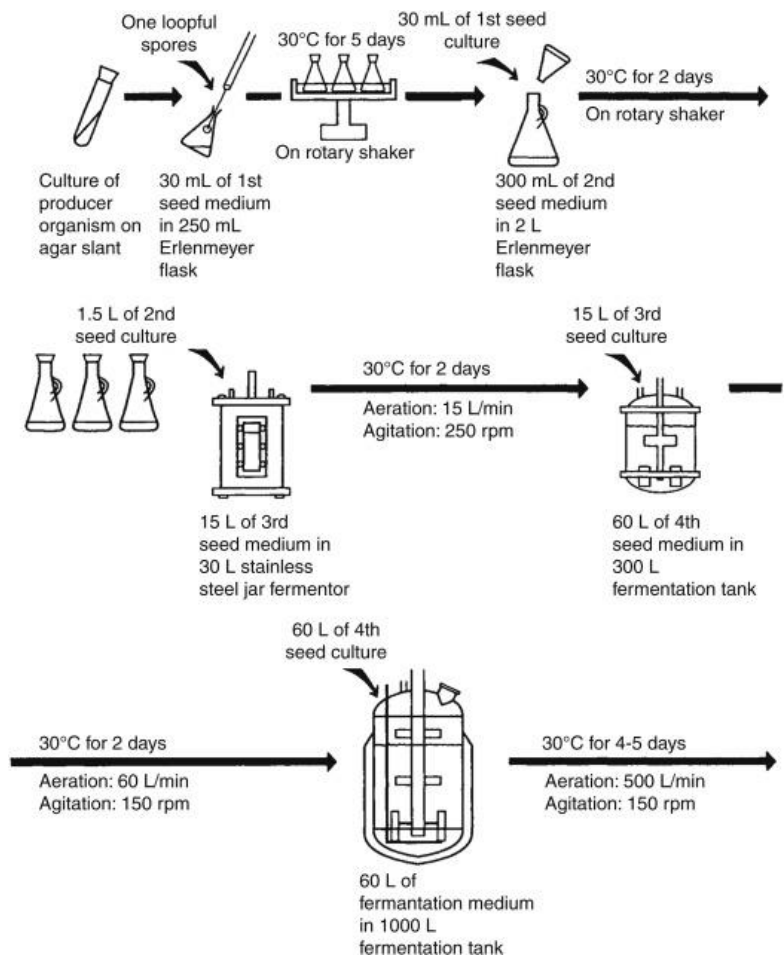 One loopful
spores
30°C for 5 days
On rotary shaker
30 mL of 1st seed
culture
30°C for 2 days
On rotary shaker
Culture of
producer
organism on
agar slant
30 mL of 1st
seed medium
in 250 mL
Erlenmeyer
flask
300 mL of 2nd
seed medium
in 2 L
Erlenmeyer
flask
1.5 L of 2nd
seed culture
30°C for 2 days
Aeration: 15 L/min
Agitation: 250 rpm
15 L of 3rd
seed culture
15 L of 3rd
seed medium in
30 L stainless
steel jar fermentor
60 L of 4th
seed medium in
300 L
fermentation tank
60 L of 4th
seed culture
30°C for 2 days
Aeration: 60 L/min
Agitation: 150 rpm
30°C for 4-5 days
Aeration: 500 L/min
Agitation: 150 rpm
60 L of
fermantation medium
in 1000 L
fermentation tank